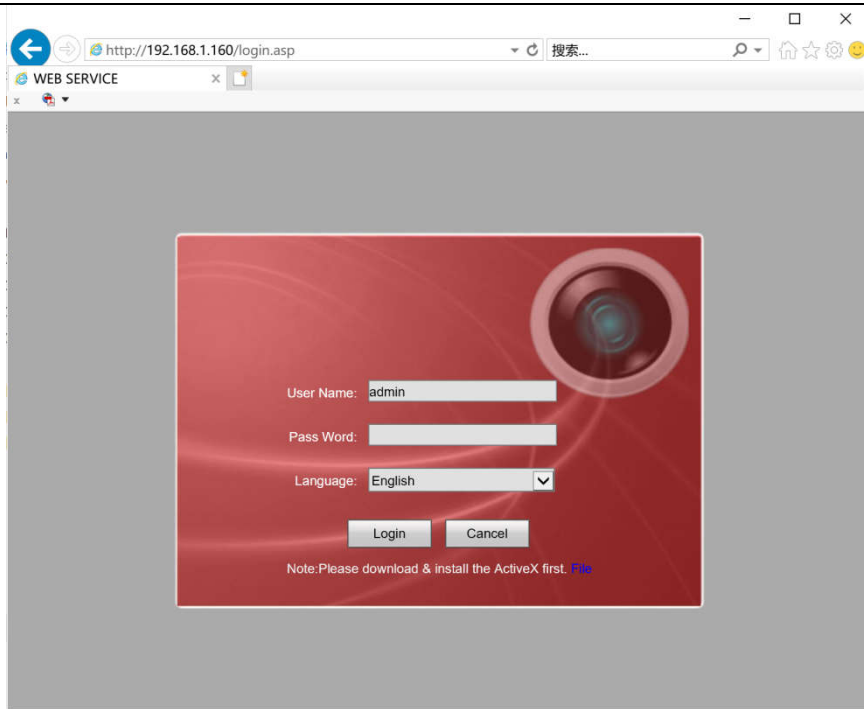 http://192.168.1.160/login.asp
搜索...
WEB SERVICE
User Name: admin
Pass Word:
Language: English
Login Cancel
Note:Please download & install the ActiveX first. File